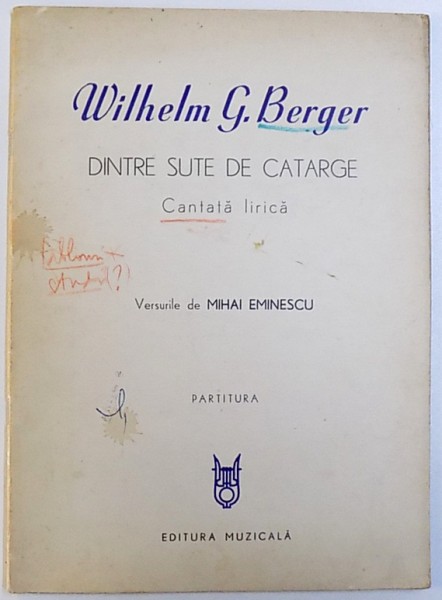 Wilhelm G. Berger
DINTRE SUTE DE CATARGE
Cantată lirică
Versurile de MIHAI EMINESCU
PARTITURA
EDITURA MUZICALĂ